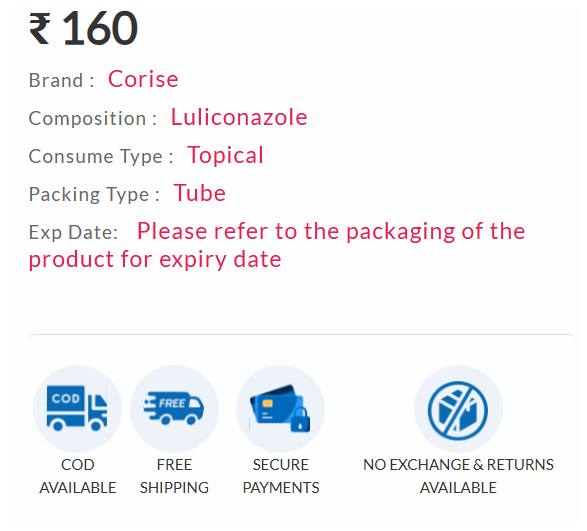 ₹ 160
Brand : Corise
Composition : Luliconazole
Consume Type : Topical
Packing Type : Tube
Exp Date: Please refer to the packaging of the
product for expiry date
COD
FREE
COD
AVAILABLE
FREE
SHIPPING
SECURE
PAYMENTS
NO EXCHANGE & RETURNS
AVAILABLE